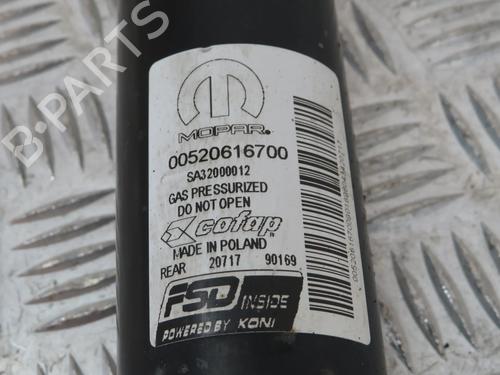 B-PARTS
MOPAR®
00520616700
SA32000012
GAS PRESSURIZED
DO NOT OPEN
cofap
MADE IN POLAND
REAR 20717 90169
FSD INSIDE
POWERED BY KONI